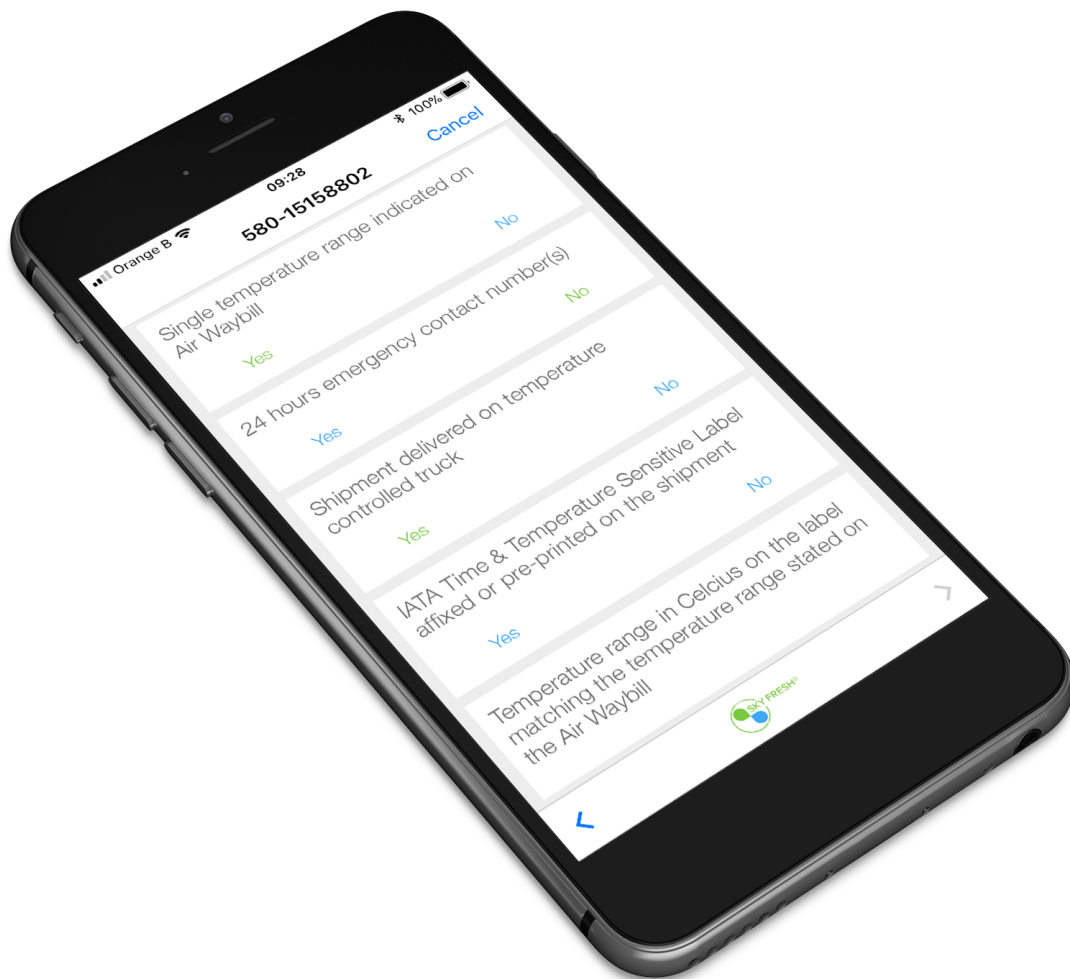 Orange B 09:28 100%
580-15158802 Cancel
Single temperature range indicated on
Air Waybill
Yes No
24 hours emergency contact number(s)
Yes No
Shipment delivered on temperature
controlled truck
Yes No
IATA Time & Temperature Sensitive Label
affixed or pre-printed on the shipment
Yes No
Temperature range in Celcius on the label
matching the temperature range stated on
the Air Waybill
SKY FRESH®